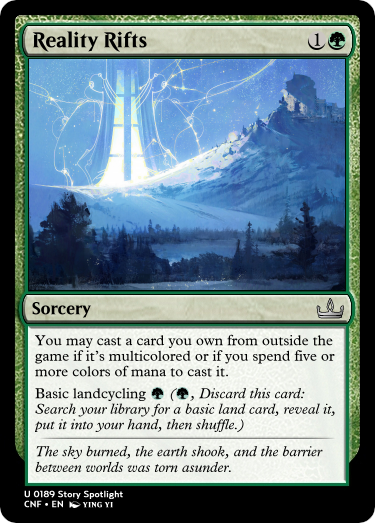 Reality Rifts 1
Sorcery
You may cast a card you own from outside the
game if it's multicolored or if you spend five or
more colors of mana to cast it.
Basic landcycling (, Discard this card:
Search your library for a basic land card, reveal it,
put it into your hand, then shuffle.)
The sky burned, the earth shook, and the barrier
between worlds was torn asunder.
U 0189 Story Spotlight
CNF • EN YING YI